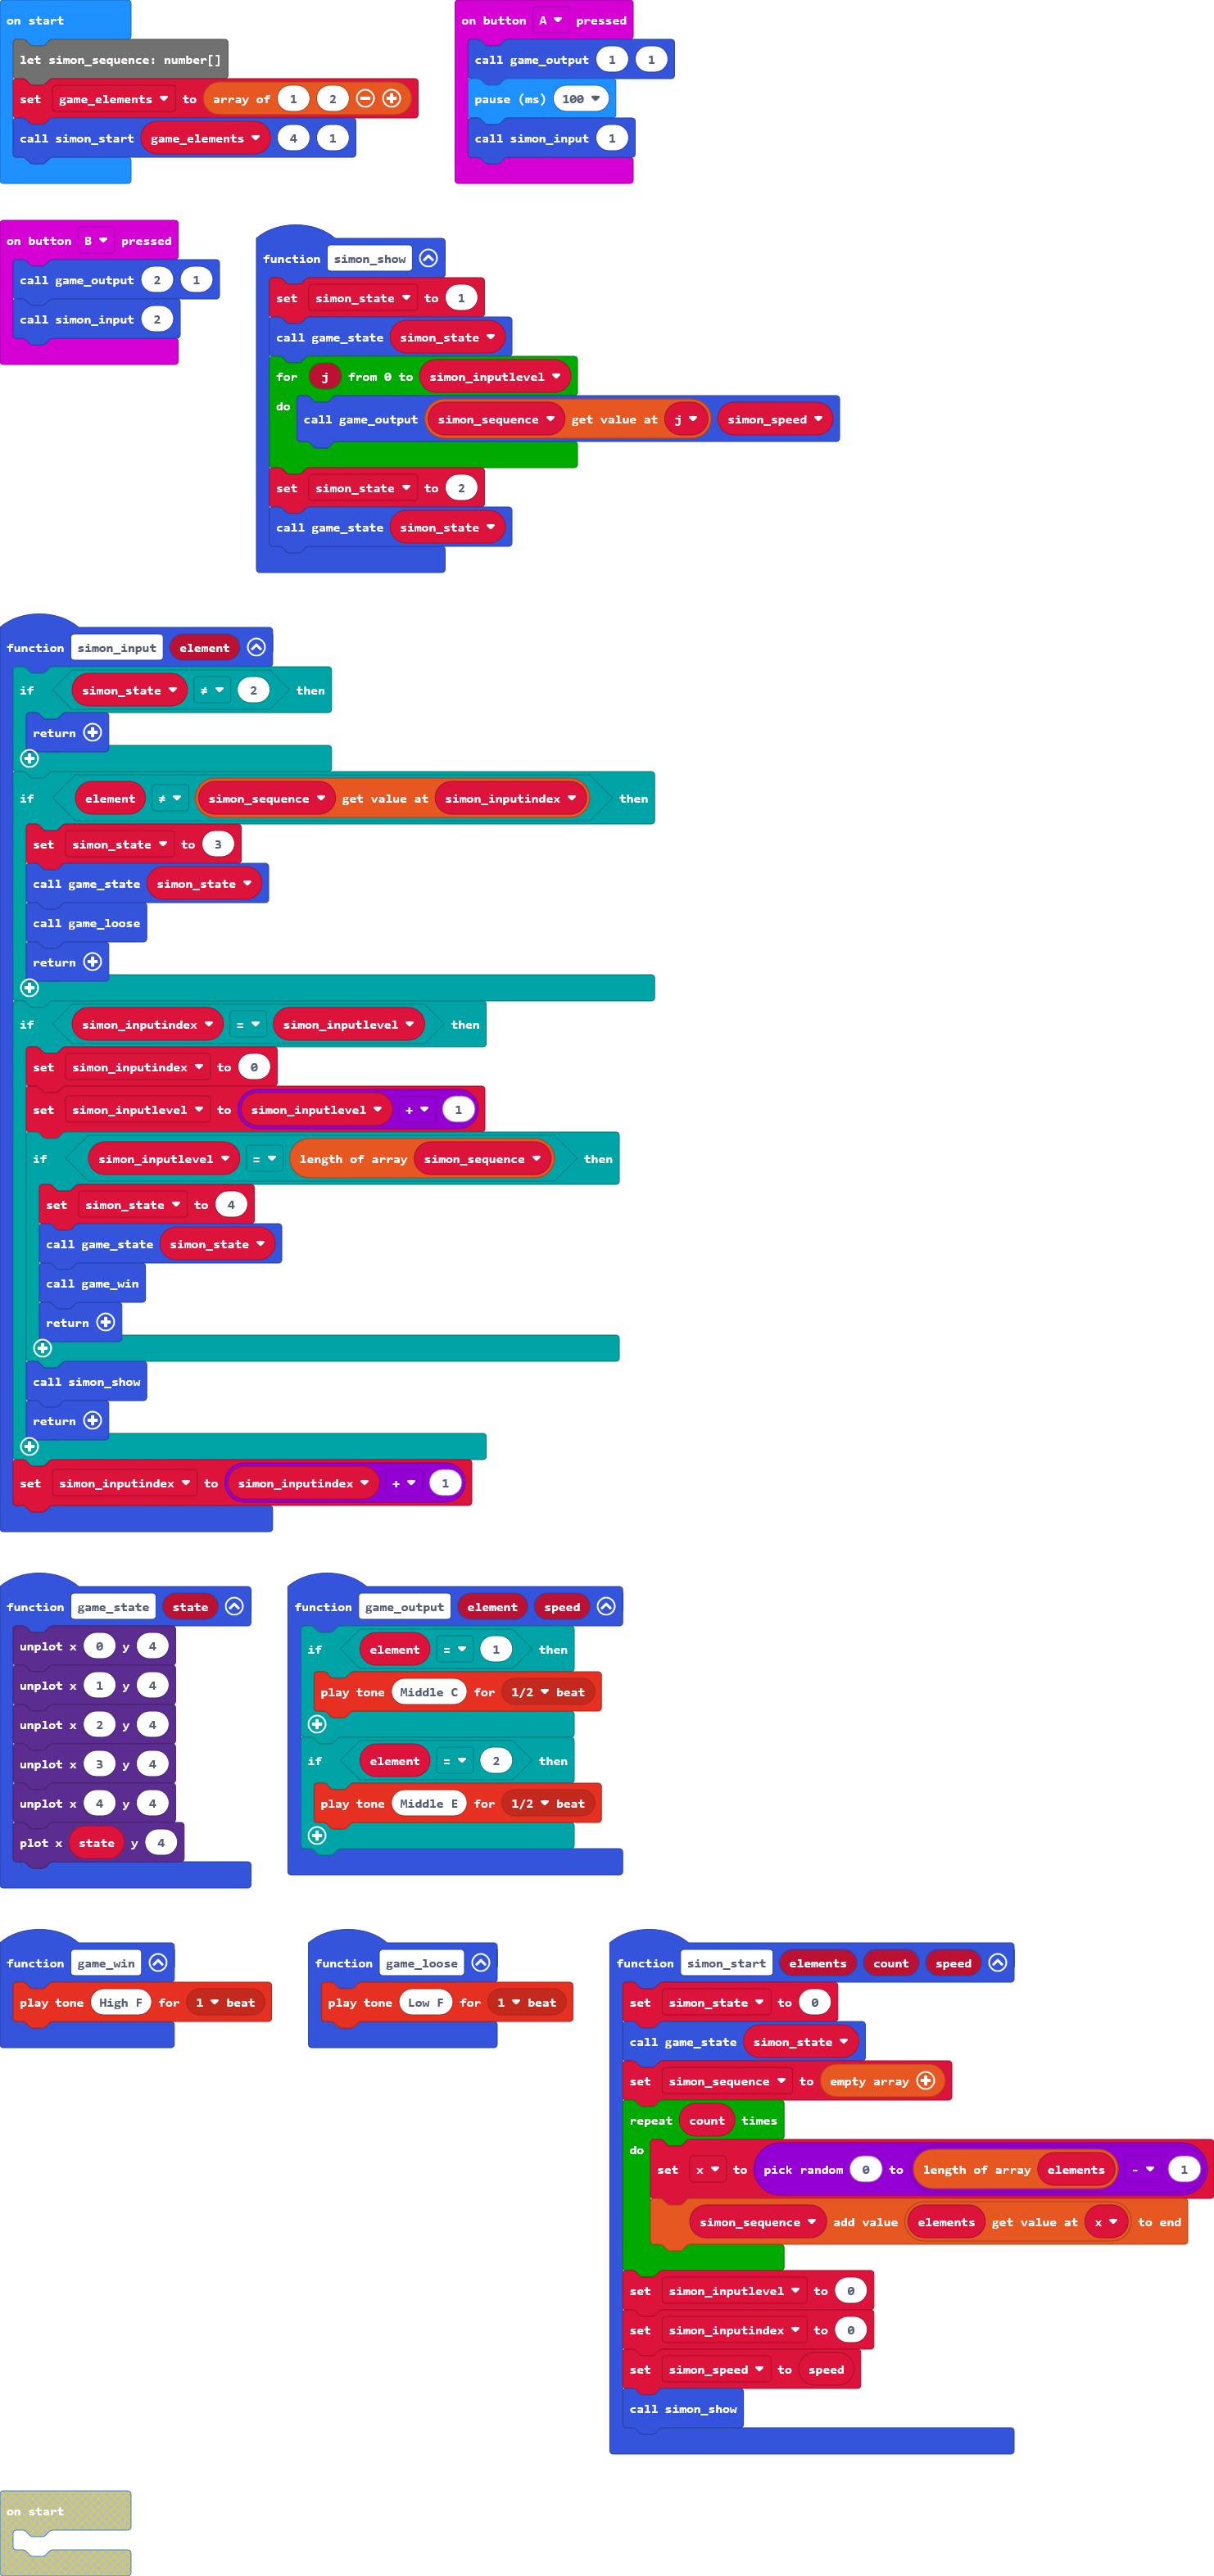 on start
let simon_sequence: number[]
set game_elements to array of 1 2
call simon_start game_elements 4 1
on button A pressed
call game_output 1 1
pause (ms) 100
call simon_input 1
on button B pressed
call game_output 2 1
call simon_input 2
function simon_show
set simon_state to 1
call game_state simon_state
for j from 0 to simon_inputlevel
do
call game_output simon_sequence get value at j simon_speed
set simon_state to 2
call game_state simon_state
function simon_input element
if simon_state ≠ 2 then
return
if element ≠ simon_sequence get value at simon_inputindex then
set simon_state to 3
call game_state simon_state
call game_loose
return
if simon_inputindex = simon_inputlevel then
set simon_inputindex to 0
set simon_inputlevel to simon_inputlevel + 1
if simon_inputlevel = length of array simon_sequence then
set simon_state to 4
call game_state simon_state
call game_win
return
call simon_show
return
set simon_inputindex to simon_inputindex + 1
function game_state state
unplot x 0 y 4
unplot x 1 y 4
unplot x 2 y 4
unplot x 3 y 4
unplot x 4 y 4
plot x state y 4
function game_output element speed
if element = 1 then
play tone Middle C for 1/2 beat
if element = 2 then
play tone Middle E for 1/2 beat
function game_win
play tone High F for 1 beat
function game_loose
play tone Low F for 1 beat
function simon_start elements count speed
set simon_state to 0
call game_state simon_state
set simon_sequence to empty array
repeat count times
do
set x to pick random 0 to length of array elements - 1
simon_sequence add value elements get value at x to end
set simon_inputlevel to 0
set simon_inputindex to 0
set simon_speed to speed
call simon_show
on start